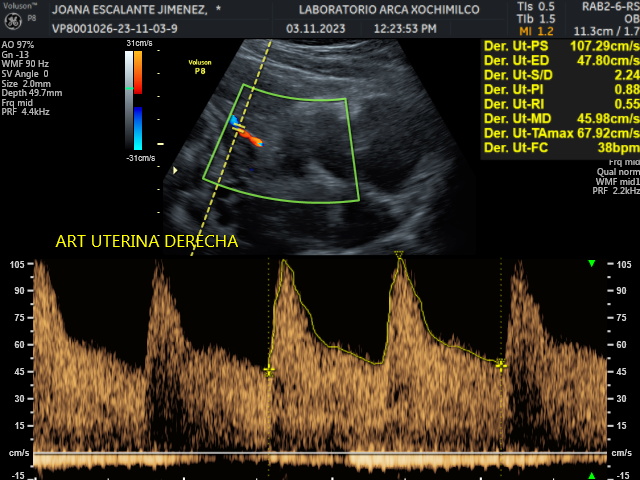 Voluson™
P8
JOANA ESCALANTE JIMENEZ, *
VP8001026-23-11-03-9
LABORATORIO ARCA XOCHIMILCO
03.11.2023 12:23:53 PM
TIs 0.5
TIb 1.5
MI 1.2
RAB2-6-RS
OB
11.3cm / 1.7
AO 97%
Gn -13
WMF 90 Hz
SV Angle 0
Size 2.0mm
Depth 49.7mm
Frq mid
PRF 4.4kHz
31cm/s
-31cm/s
Voluson
P8
Der. Ut-PS 107.29cm/s
Der. Ut-ED 47.80cm/s
Der. Ut-S/D 2.24
Der. Ut-PI 0.88
Der. Ut-RI 0.55
Der. Ut-MD 45.98cm/s
Der. Ut-TAmax 67.92cm/s
Der. Ut-FC 38bpm
Frq mid
Qual norm
WMF mid1
PRF 2.2kHz
ART UTERINA DERECHA
105 105
90 90
75 75
60 60
45 45
30 30
15 15
cm/s cm/s
-15 -15